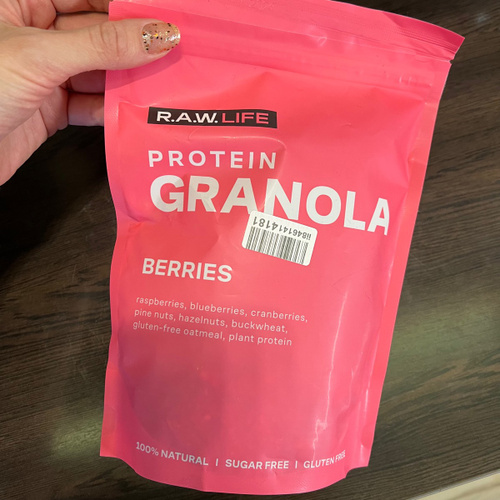 R.A.W. LIFE
PROTEIN
GRANOLA
ii8461414181
BERRIES
raspberries, blueberries, cranberries,
pine nuts, hazelnuts, buckwheat,
gluten-free oatmeal, plant protein
100% NATURAL | SUGAR FREE | GLUTEN FREE